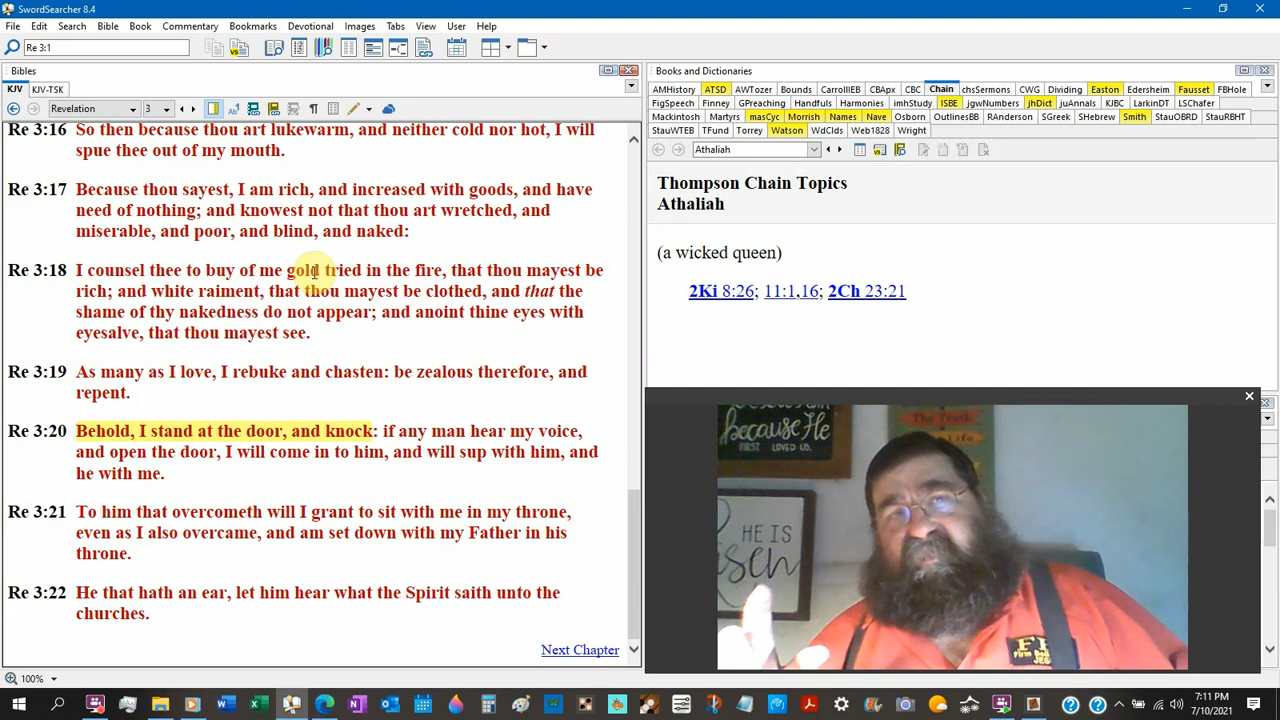 SwordSearcher 8.4
File Edit Search Bible Book Commentary Bookmarks Devotional Images Tabs View User Help
Re 3:1
Bibles
KJV KJV-TSK
Revelation 3
Re 3:16 So then because thou art lukewarm, and neither cold nor hot, I will
spue thee out of my mouth.
Re 3:17 Because thou sayest, I am rich, and increased with goods, and have
need of nothing; and knowest not that thou art wretched, and
miserable, and poor, and blind, and naked:
Re 3:18 I counsel thee to buy of me gold tried in the fire, that thou mayest be
rich; and white raiment, that thou mayest be clothed, and that the
shame of thy nakedness do not appear; and anoint thine eyes with
eyesalve, that thou mayest see.
Re 3:19 As many as I love, I rebuke and chasten: be zealous therefore, and
repent.
Re 3:20 Behold, I stand at the door, and knock: if any man hear my voice,
and open the door, I will come in to him, and will sup with him, and
he with me.
Re 3:21 To him that overcometh will I grant to sit with me in my throne,
even as I also overcame, and am set down with my Father in his
throne.
Re 3:22 He that hath an ear, let him hear what the Spirit saith unto the
churches.
Next Chapter
100%
Books and Dictionaries
AMHistory ATSD AWTozer Bounds CarrollIEB CBApx CBC Chain chsSermons CWG Dividing Easton Edersheim Fausset FBHole
FigSpeech Finney GPreaching Handfuls Harmonies imhStudy ISBE jgwNumbers jhDict juAnnals KJBC LarkinDT LSChafer
Mackintosh Martyrs masCyc Morrish Names Nave Osborn OutlinesBB RAnderson SGreek SHebrew Smith StauOBRD StauRBHT
StauWTEB TFund Torrey Watson WdClds Web1828 Wright
Athaliah
Thompson Chain Topics
Athaliah
(a wicked queen)
2Ki 8:26; 11:1,16; 2Ch 23:21
because He
FIRST LOVED US.
The Truth
Life
HE IS
7:11 PM
7/10/2021